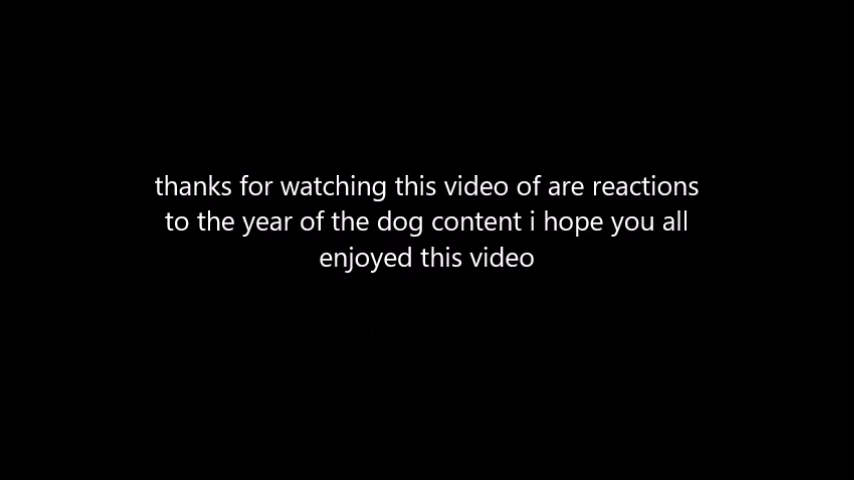 thanks for watching this video of are reactions
to the year of the dog content i hope you all
enjoyed this video